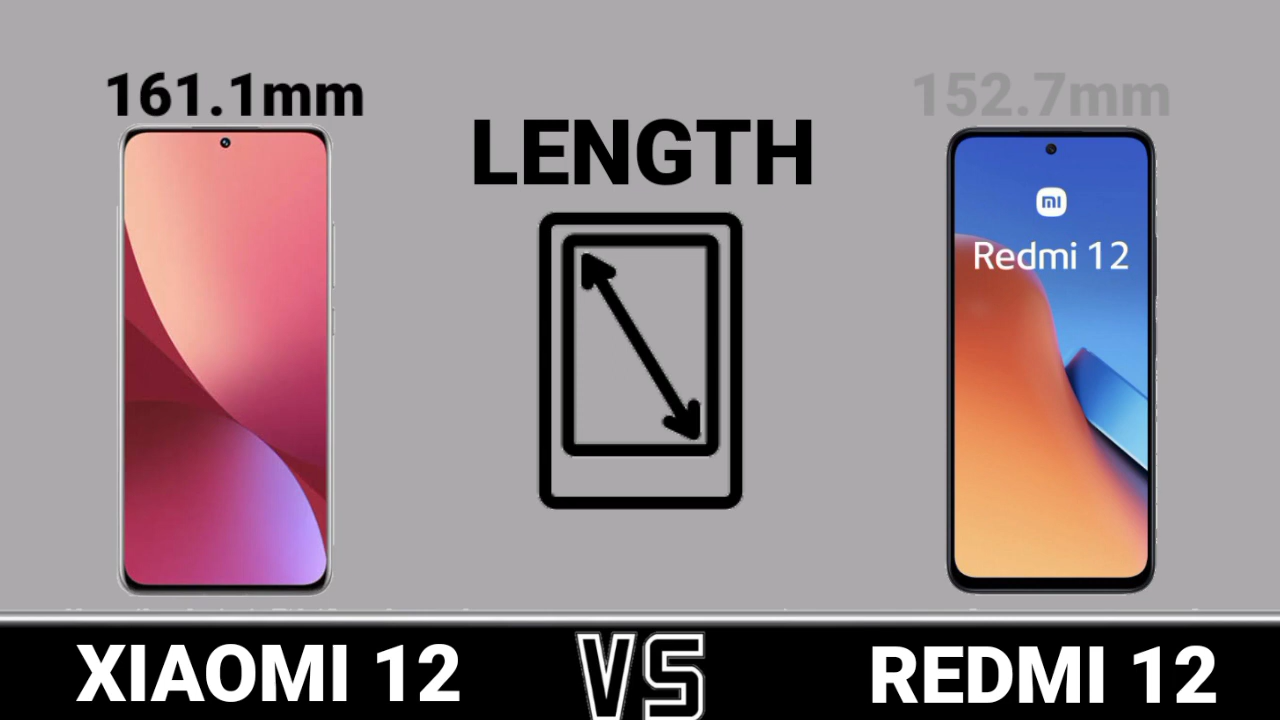 161.1mm
152.7mm
LENGTH
mi
Redmi 12
XIAOMI 12
VS
REDMI 12